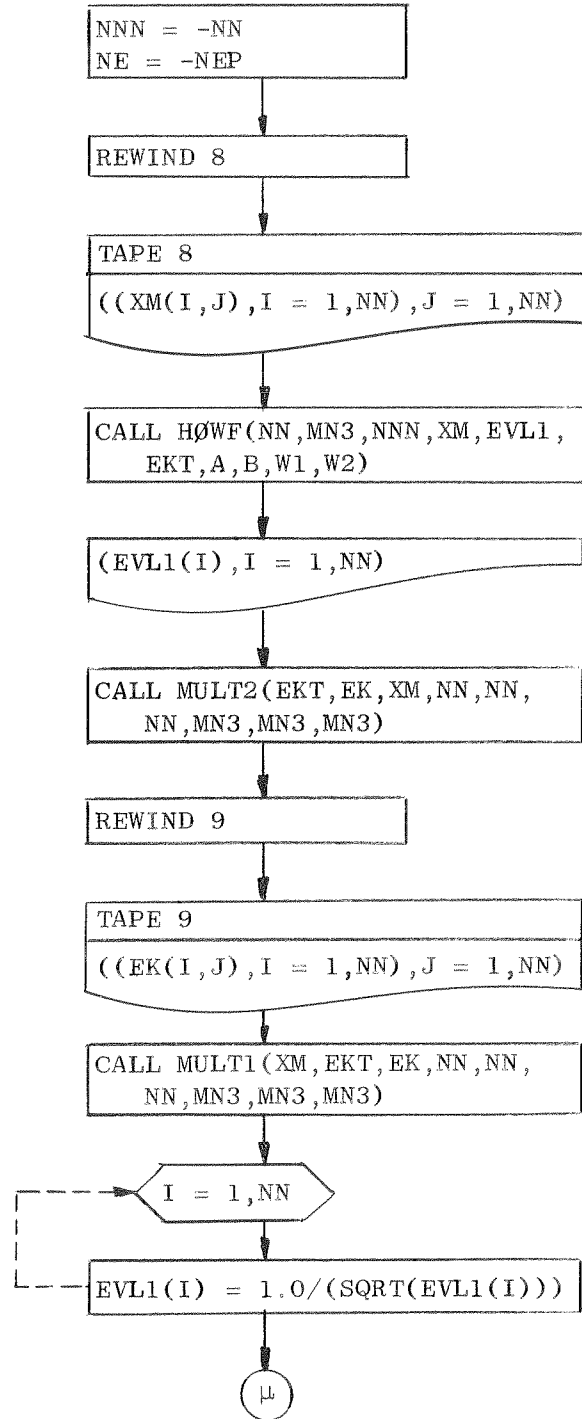 NNN = -NN
NE = -NEP
REWIND 8
TAPE 8
((XM(I,J),I = 1,NN),J = 1,NN)
CALL HØWF(NN,MN3,NNN,XM,EVL1,
EKT,A,B,W1,W2)
(EVL1(I),I = 1,NN)
CALL MULT2(EKT,EK,XM,NN,NN,
NN,MN3,MN3,MN3)
REWIND 9
TAPE 9
((EK(I,J),I = 1,NN),J = 1,NN)
CALL MULT1(XM,EKT,EK,NN,NN,
NN,MN3,MN3,MN3)
I = 1,NN
EVL1(I) = 1.0/(SQRT(EVL1(I)))
μ